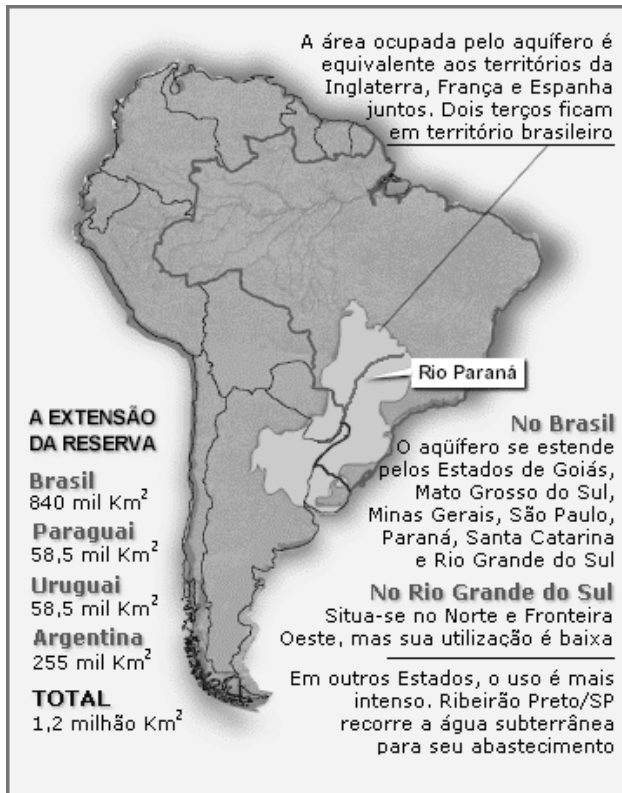 A área ocupada pelo aquífero é
equivalente aos territórios da
Inglaterra, França e Espanha
juntos. Dois terços ficam
em território brasileiro
Rio Paraná
A EXTENSÃO
DA RESERVA
Brasil
840 mil Km²
Paraguai
58,5 mil Km²
Uruguai
58,5 mil Km²
Argentina
255 mil Km²
TOTAL
1,2 milhão Km²
No Brasil
O aqüífero se estende
pelos Estados de Goiás,
Mato Grosso do Sul,
Minas Gerais, São Paulo,
Paraná, Santa Catarina
e Rio Grande do Sul
No Rio Grande do Sul
Situa-se no Norte e Fronteira
Oeste, mas sua utilização é baixa
Em outros Estados, o uso é mais
intenso. Ribeirão Preto/SP
recorre a água subterrânea
para seu abastecimento